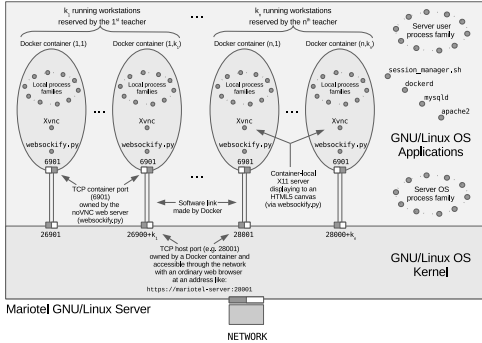 k₁ running workstations
reserved by the 1ˢᵗ teacher
...
kₙ running workstations
reserved by the nᵗʰ teacher
Docker container (1,1)
Docker container (1,k₁)
Docker container (n,1)
Docker container (n,kₙ)
Server user
process family
Local process
families
Local process
families
Local process
families
Local process
families
session_manager.sh
dockerd
mysqld
apache2
Xvnc
...
Xvnc
...
Xvnc
...
Xvnc
websockify.py
websockify.py
websockify.py
websockify.py
6901
6901
6901
6901
GNU/Linux OS
Applications
...
TCP container port
(6901)
owned by the
noVNC web server
(websockify.py)
Software link
made by Docker
Container-local
X11 server
displaying to an
HTML5 canvas
(via websockify.py)
Server OS
process family
26901
26900+k₁
28001
28000+kₙ
TCP host port (e.g. 28001)
owned by a Docker container and
accessible through the network
with an ordinary web browser
at an address like:
https://mariotel-server:28001
GNU/Linux OS
Kernel
Mariotel GNU/Linux Server
NETWORK